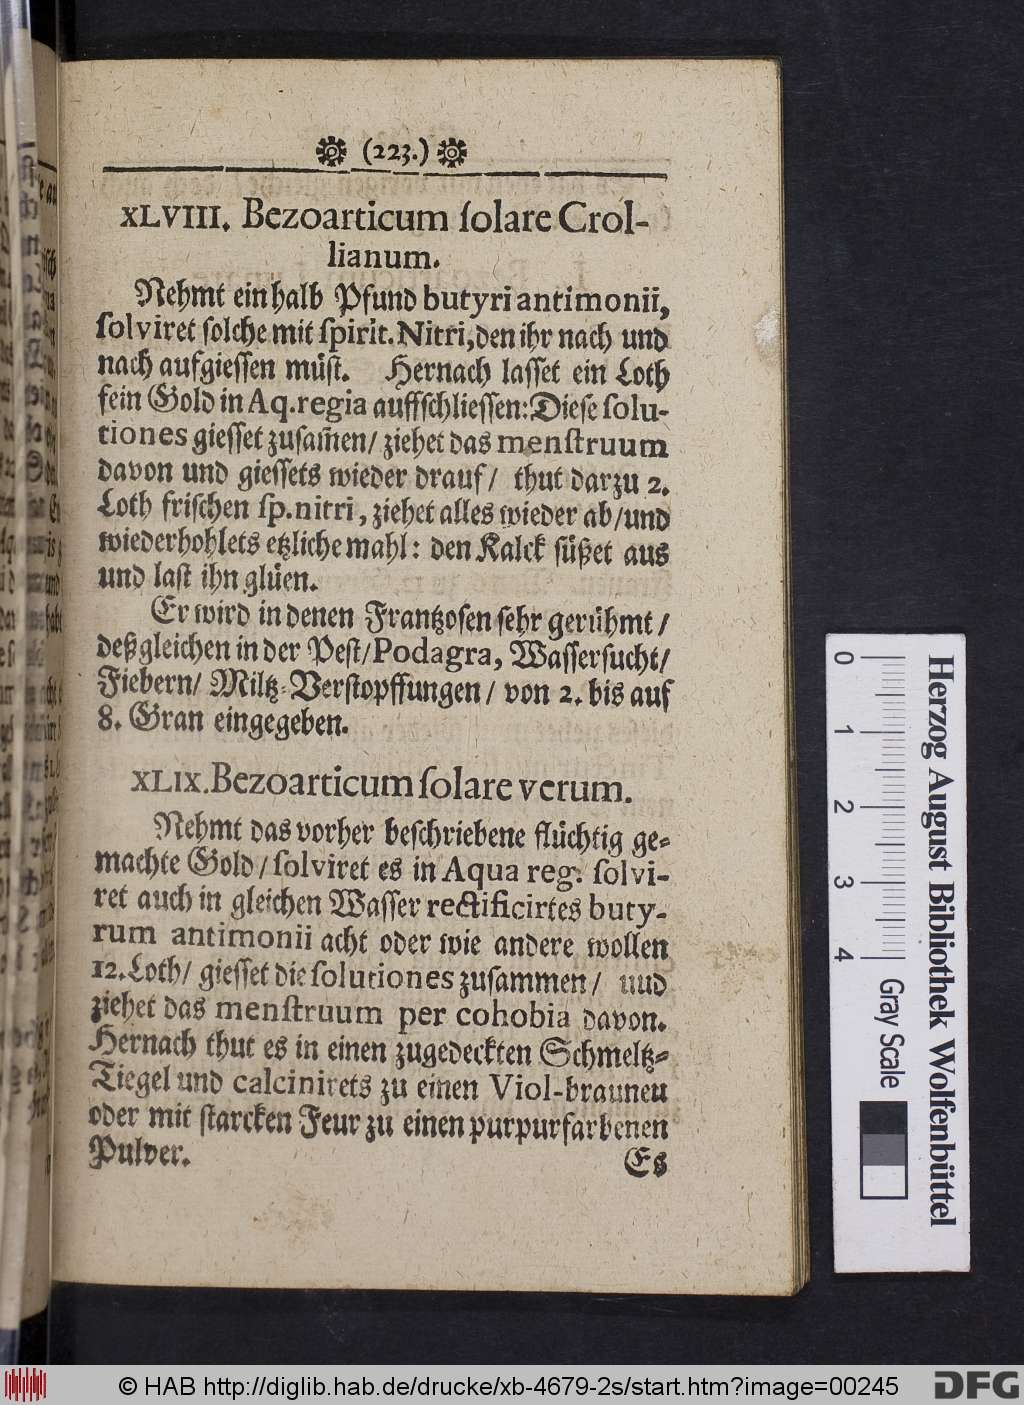 (223.)
XLVIII. Bezoarticum ſolare Crol-
lianum.
Nehmt ein halb Pfund butyri antimonii,
ſolviret ſolche mit ſpirit. Nitri, den ihr nach und
nach aufgieſſen müſt. Hernach laſſet ein Loth
fein Gold in Aq. regia auffſchlieſſen: Dieſe ſolu-
tiones gieſſet zuſam̃en/ ziehet das menſtruum
davon und gieſſets wieder drauf/ thut darzu 2.
Loth friſchen ſp. nitri, ziehet alles wieder ab/ und
wiederhohlets etzliche mahl: den Kalck ſüßet aus
und laſt ihn glüen.
Er wird in denen Frantzoſen ſehr gerühmt/
deßgleichen in der Peſt/ Podagra, Waſſerſucht/
Fiebern/ Miltz-Verſtopffungen/ von 2. bis auf
8. Gran eingegeben.
XLIX. Bezoarticum ſolare verum.
Nehmt das vorher beſchriebene flüchtig ge-
machte Gold/ ſolviret es in Aqua reg. ſolvi-
ret auch in gleichen Waſſer rectificirtes buty-
rum antimonii acht oder wie andere wollen
12. Loth/ gieſſet die ſolutiones zuſammen/ uud
ziehet das menſtruum per cohobia davon.
Hernach thut es in einen zugedeckten Schmeltz-
Tiegel und calcinirets zu einen Viol-brauneu
oder mit ſtarcken Feur zu einen purpurfarbenen
Pulver. Es
Herzog August Bibliothek Wolfenbüttel
0 1 2 3 4 Gray Scale
© HAB http://diglib.hab.de/drucke/xb-4679-2s/start.htm?image=00245
DFG